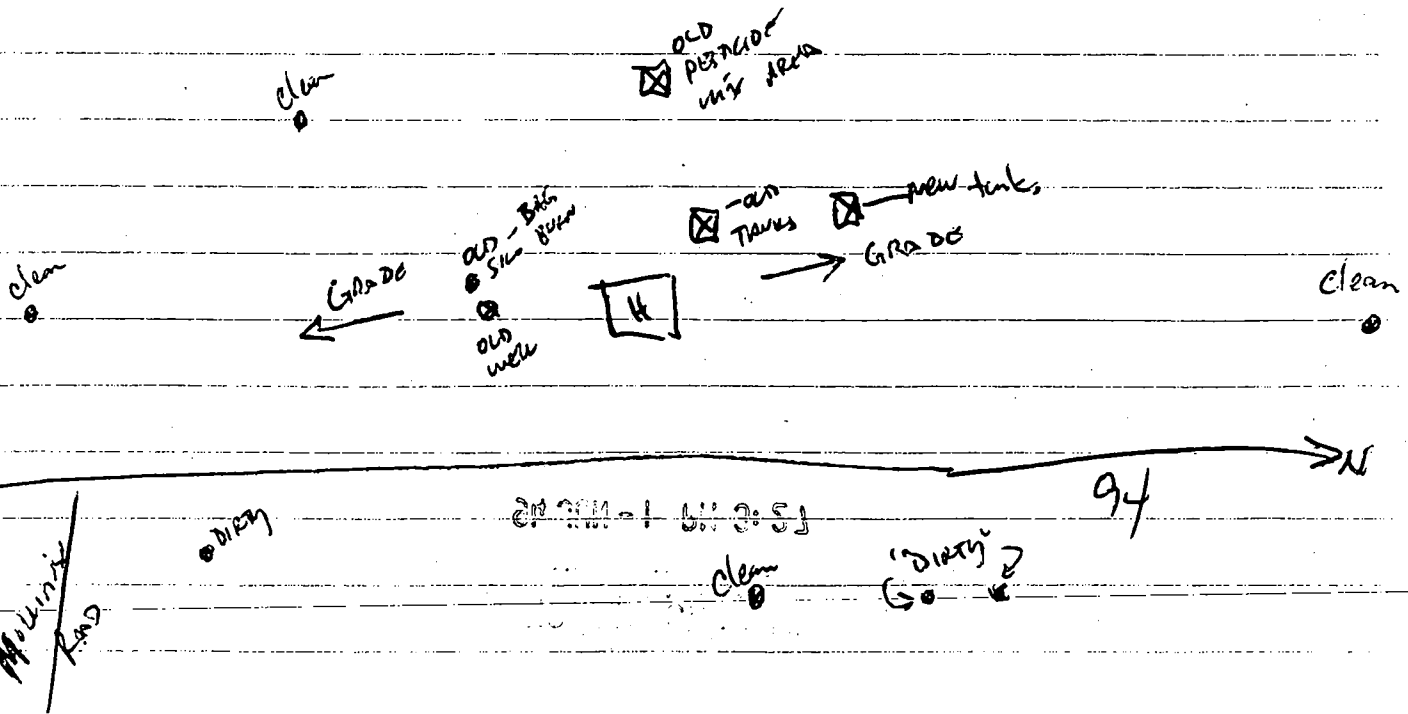 OLD
PESTICIDE
MIX AREA
clean
-OLD
TANKS
new tanks
OLD - BAG
SILO BURN
GRADE
GRADE
clean
H
clean
OLD
WELL
N
94
DIRTY
clean
"DIRTY"
ROAD